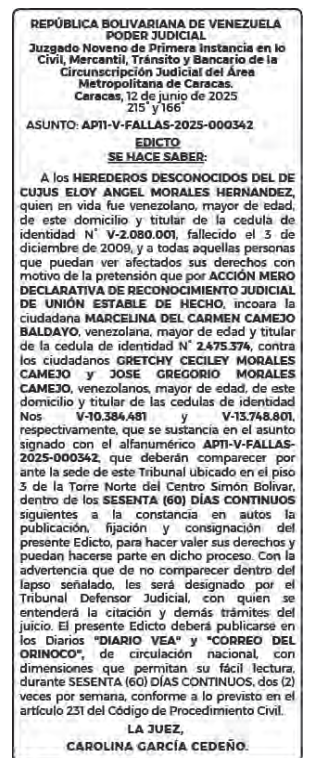 REPÚBLICA BOLIVARIANA DE VENEZUELA
PODER JUDICIAL
Juzgado Noveno de Primera Instancia en lo
Civil, Mercantil, Tránsito y Bancario de la
Circunscripción Judicial del Área
Metropolitana de Caracas.
Caracas, 12 de junio de 2025
215° y 166°
ASUNTO: AP11-V-FALLAS-2025-000342
EDICTO
SE HACE SABER:
A los HEREDEROS DESCONOCIDOS DEL DE
CUJUS ELOY ANGEL MORALES HERNANDEZ,
quien en vida fue venezolano, mayor de edad,
de este domicilio y titular de la cedula de
identidad N° V-2.080.001, fallecido el 3 de
diciembre de 2009, y a todas aquellas personas
que puedan ver afectados sus derechos con
motivo de la pretensión que por ACCIÓN MERO
DECLARATIVA DE RECONOCIMIENTO JUDICIAL
DE UNIÓN ESTABLE DE HECHO, incoara la
ciudadana MARCELINA DEL CARMEN CAMEJO
BALDAYO, venezolana, mayor de edad y titular
de la cedula de identidad N° 2.475.374, contra
los ciudadanos GRETCHY CECILEY MORALES
CAMEJO y JOSE GREGORIO MORALES
CAMEJO, venezolanos, mayor de edad, de este
domicilio y titular de las cedulas de identidad
Nos V-10.384.481 y V-13.748.801,
respectivamente, que se sustancia en el asunto
signado con el alfanumérico AP11-V-FALLAS-
2025-000342, que deberán comparecer por
ante la sede de este Tribunal ubicado en el piso
3 de la Torre Norte del Centro Simón Bolívar,
dentro de los SESENTA (60) DÍAS CONTINUOS
siguientes a la constancia en autos la
publicación, fijación y consignación del
presente Edicto, para hacer valer sus derechos y
puedan hacerse parte en dicho proceso. Con la
advertencia que de no comparecer dentro del
lapso señalado, les será designado por el
Tribunal Defensor Judicial, con quien se
entenderá la citación y demás trámites del
juicio. El presente Edicto deberá publicarse en
los Diarios "DIARIO VEA" y "CORREO DEL
ORINOCO", de circulación nacional, con
dimensiones que permitan su fácil lectura,
durante SESENTA (60) DÍAS CONTINUOS, dos (2)
veces por semana, conforme a lo previsto en el
artículo 231 del Código de Procedimiento Civil.
LA JUEZ,
CAROLINA GARCÍA CEDEÑO.